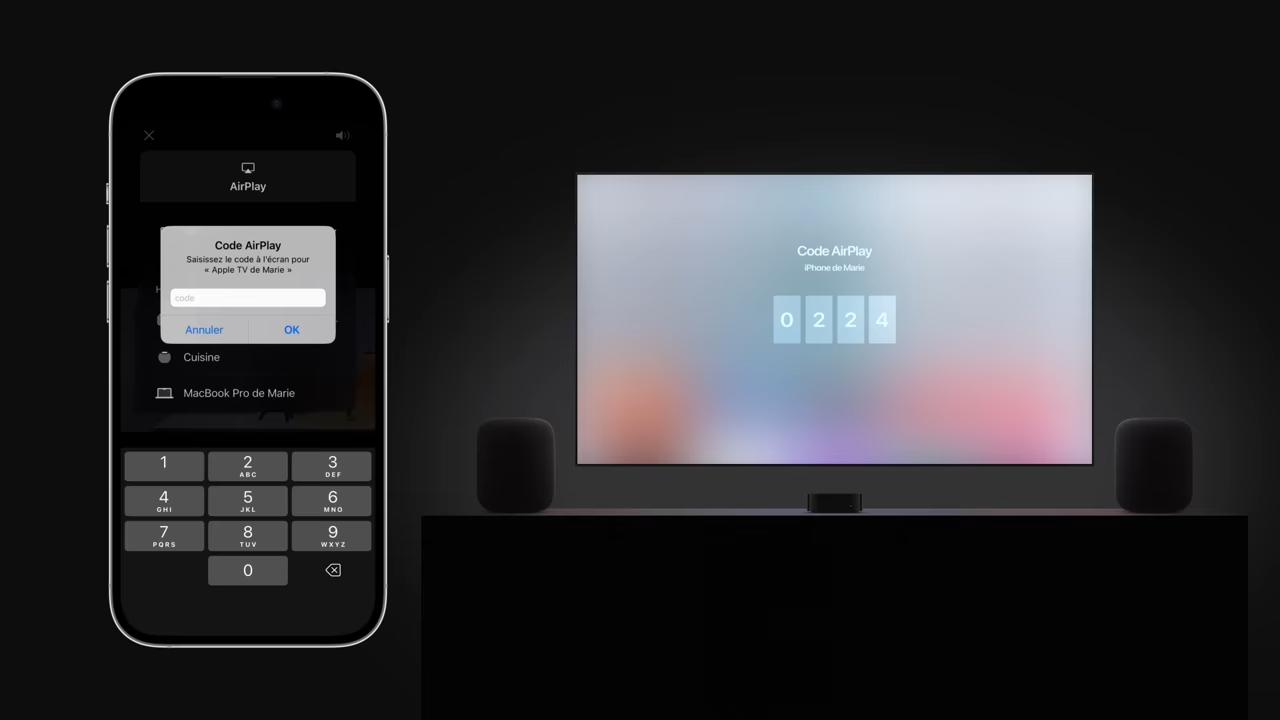 AirPlay
Code AirPlay
Saisissez le code à l'écran pour
« Apple TV de Marie »
code
Annuler
OK
Cuisine
MacBook Pro de Marie
1
2
ABC
3
DEF
4
GHI
5
JKL
6
MNO
7
PQRS
8
TUV
9
WXYZ
0
Code AirPlay
iPhone de Marie
0 2 2 4